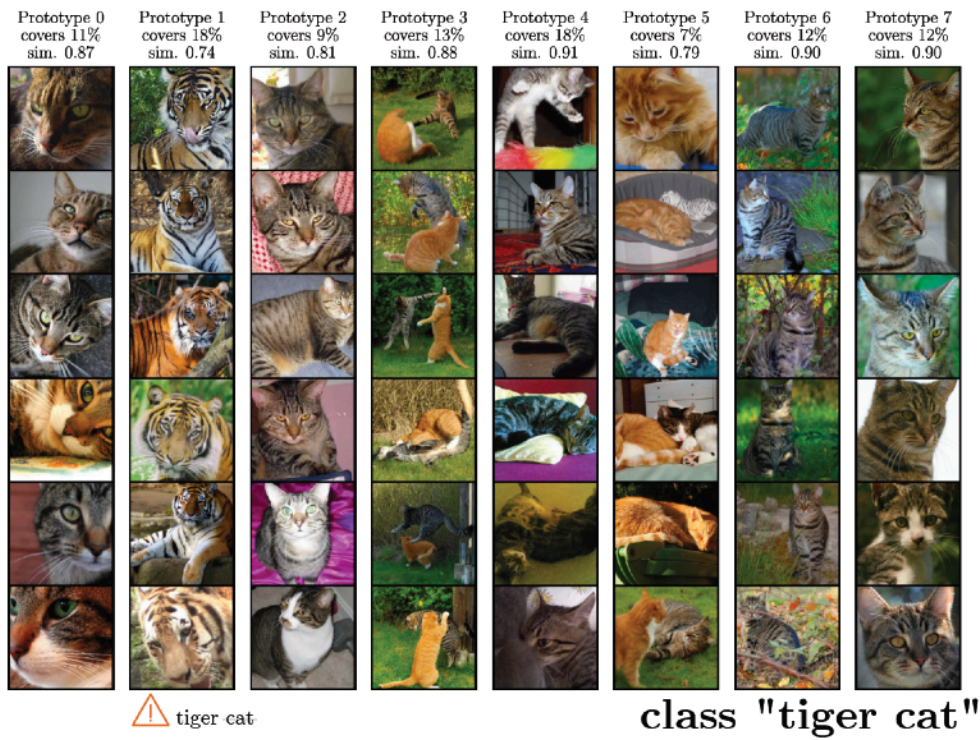 Prototype 0
covers 11%
sim. 0.87
Prototype 1
covers 18%
sim. 0.74
Prototype 2
covers 9%
sim. 0.81
Prototype 3
covers 13%
sim. 0.88
Prototype 4
covers 18%
sim. 0.91
Prototype 5
covers 7%
sim. 0.79
Prototype 6
covers 12%
sim. 0.90
Prototype 7
covers 12%
sim. 0.90
tiger cat
class "tiger cat"